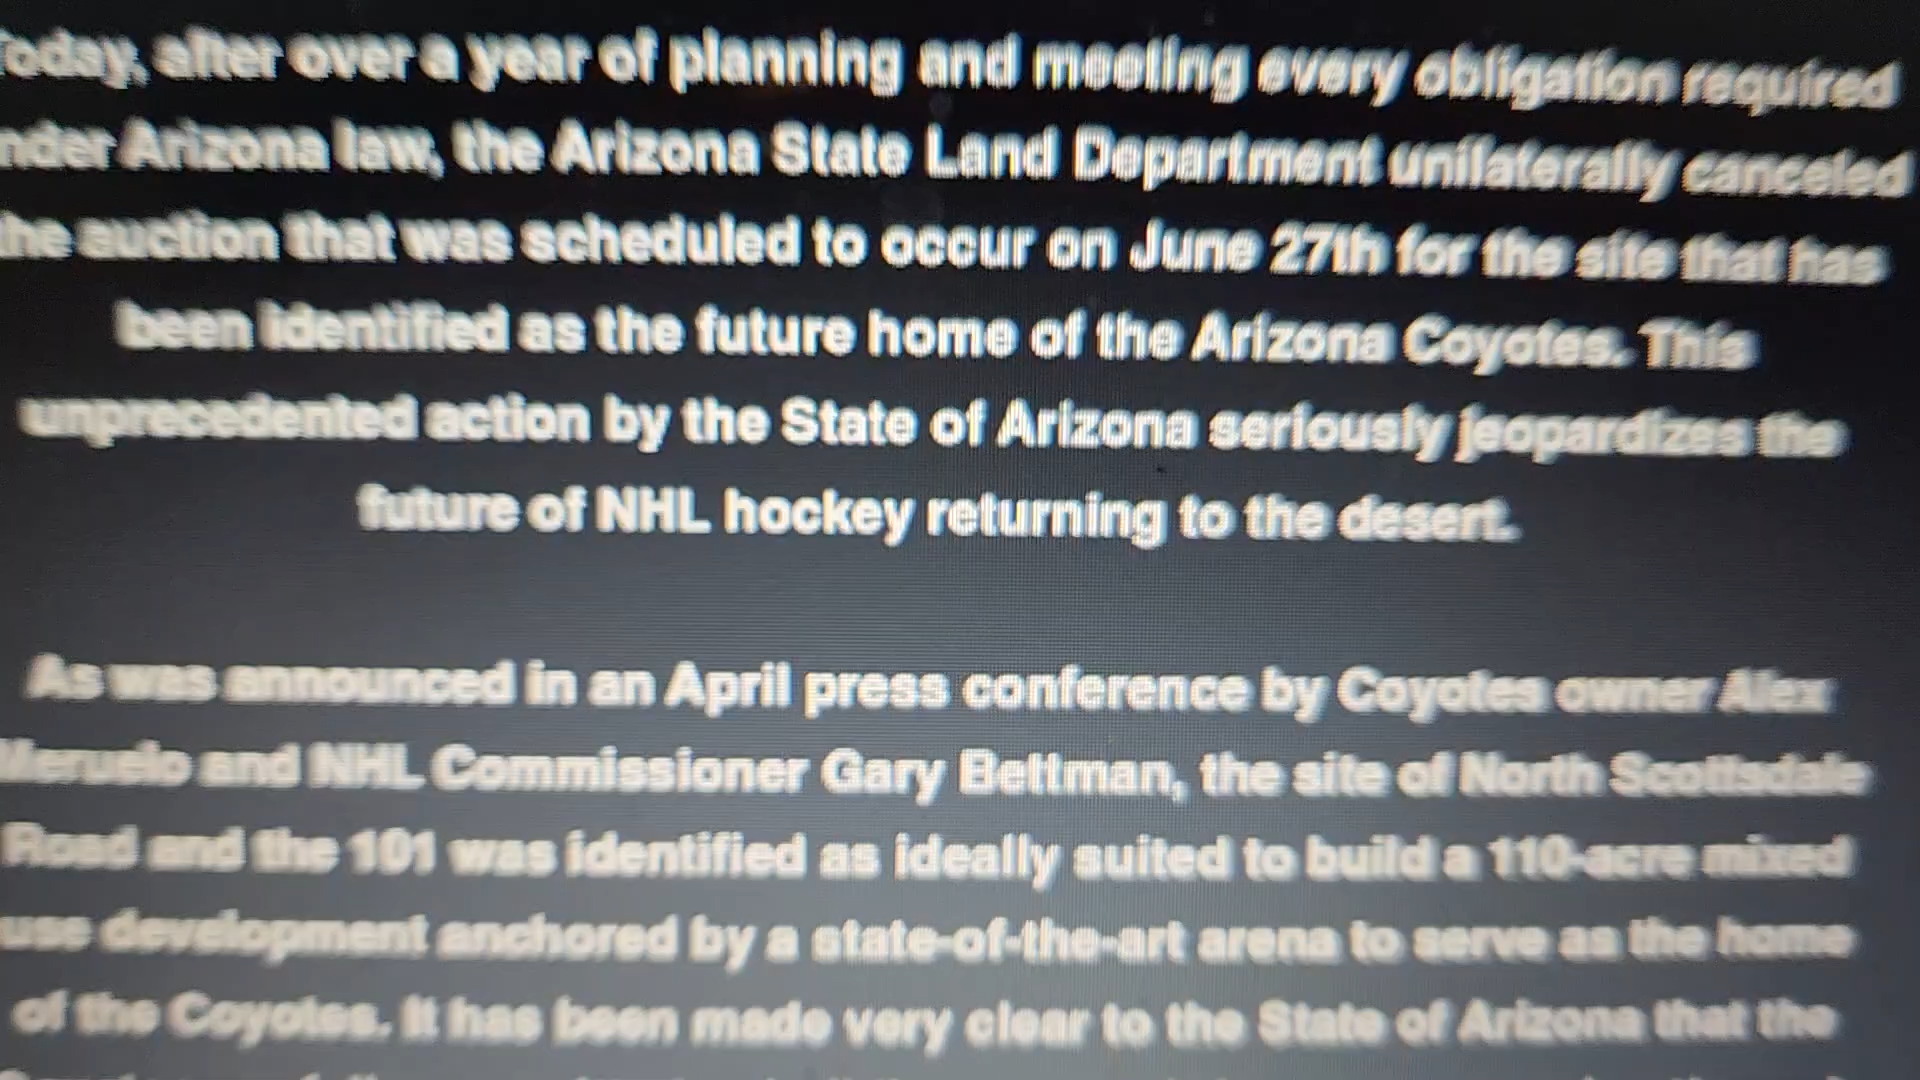 Today, after over a year of planning and meeting every obligation required
under Arizona law, the Arizona State Land Department unilaterally canceled
the auction that was scheduled to occur on June 27th for the site that has
been identified as the future home of the Arizona Coyotes. This
unprecedented action by the State of Arizona seriously jeopardizes the
future of NHL hockey returning to the desert.
As was announced in an April press conference by Coyotes owner Alex
Meruelo and NHL Commissioner Gary Bettman, the site of North Scottsdale
Road and the 101 was identified as ideally suited to build a 110-acre mixed
use development anchored by a state-of-the-art arena to serve as the home
of the Coyotes. It has been made very clear to the State of Arizona that the